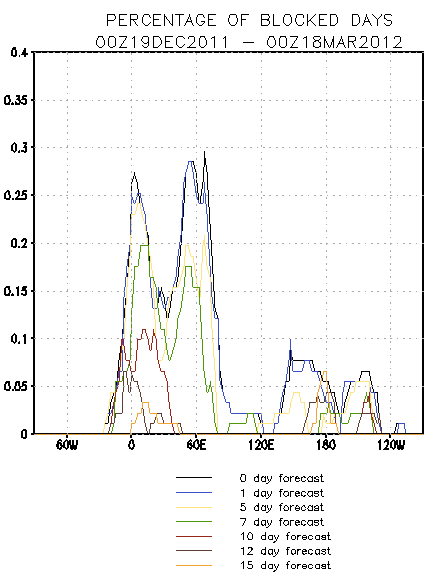 PERCENTAGE OF BLOCKED DAYS
00Z19DEC2011 – 00Z18MAR2012
0.4
0.35
0.3
0.25
0.2
0.15
0.1
0.05
0
60W 0 60E 120E 180 120W
0 day forecast
1 day forecast
5 day forecast
7 day forecast
10 day forecast
12 day forecast
15 day forecast